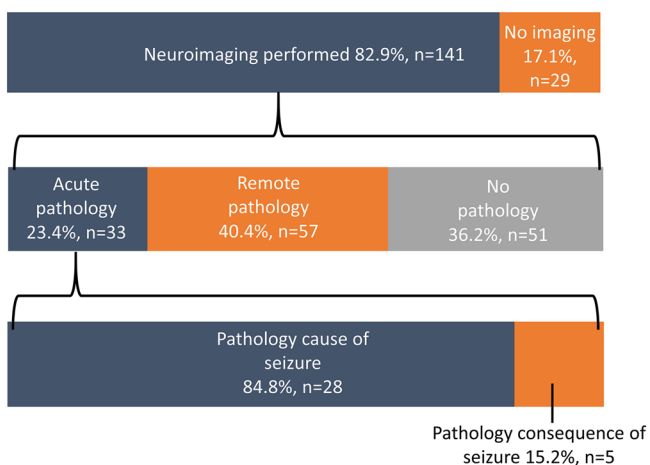 Neuroimaging performed 82.9%, n=141
No imaging
17.1%,
n=29
Acute
pathology
23.4%, n=33
Remote
pathology
40.4%, n=57
No
pathology
36.2%, n=51
Pathology cause of
seizure
84.8%, n=28
Pathology consequence of
seizure 15.2%, n=5